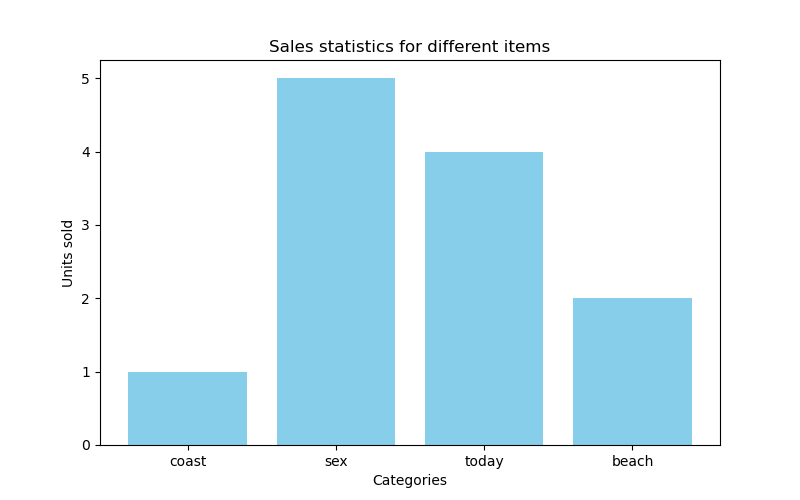 Sales statistics for different items
5
4
3
2
1
0
Units sold
coast sex today beach
Categories